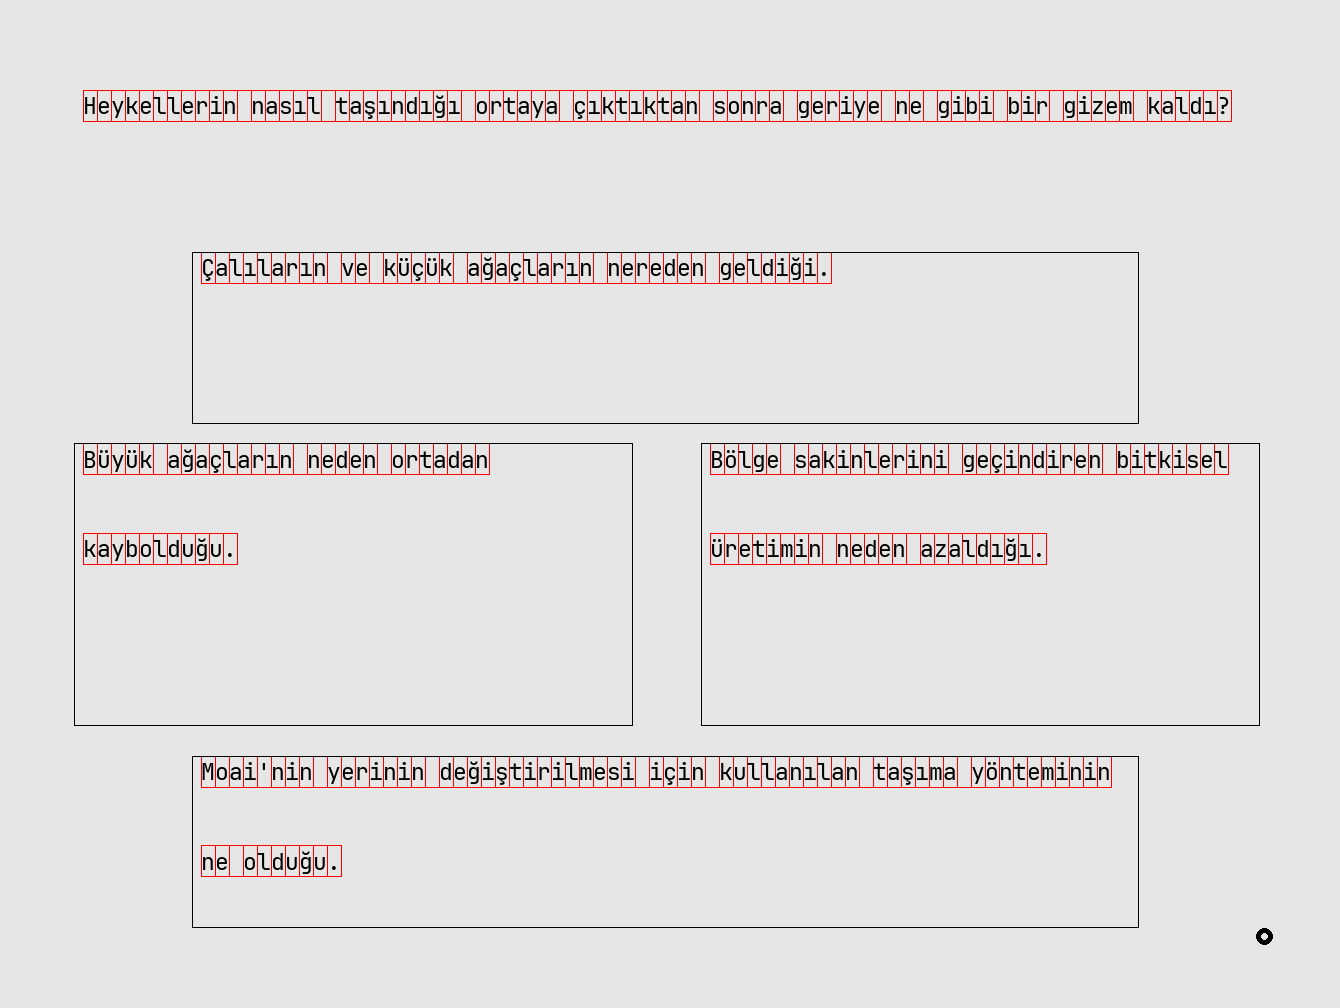 Heykellerin nasıl taşındığı ortaya çıktıktan sonra geriye ne gibi bir gizem kaldı?
Çalıların ve küçük ağaçların nereden geldiği.
Büyük ağaçların neden ortadan
kaybolduğu.
Bölge sakinlerini geçindiren bitkisel
üretimin neden azaldığı.
Moai'nin yerinin değiştirilmesi için kullanılan taşıma yönteminin
ne olduğu.